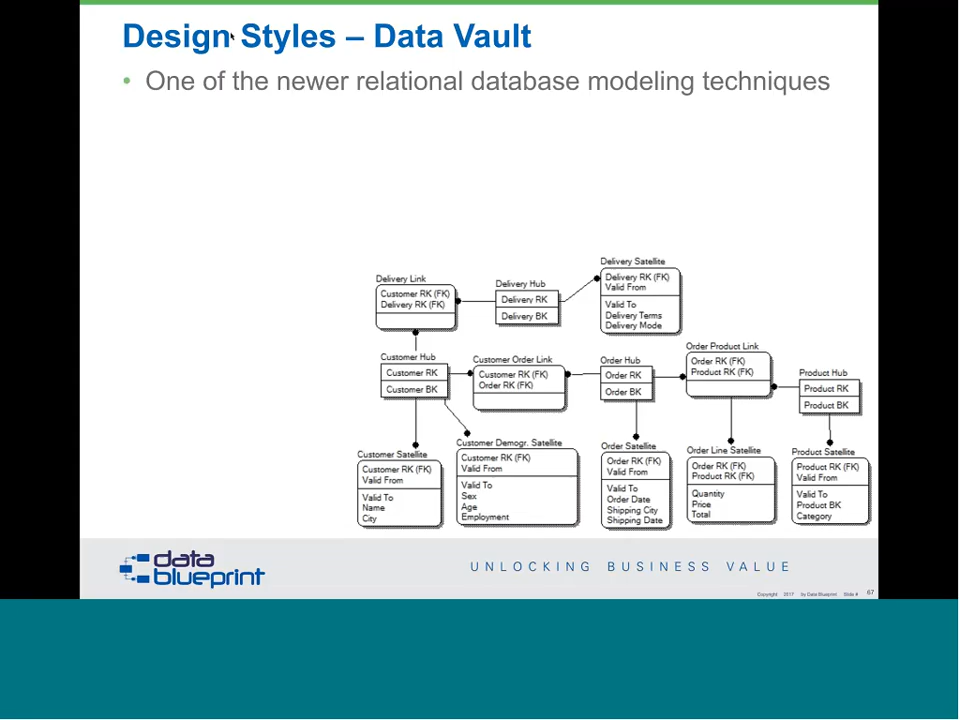 Design Styles – Data Vault
• One of the newer relational database modeling techniques
Delivery Link
Customer RK (FK)
Delivery RK (FK)
Delivery Hub
Delivery RK
Delivery BK
Delivery Satellite
Delivery RK (FK)
Valid From
Valid To
Delivery Terms
Delivery Mode
Customer Hub
Customer RK
Customer BK
Customer Order Link
Customer RK (FK)
Order RK (FK)
Order Hub
Order RK
Order BK
Order Product Link
Order RK (FK)
Product RK (FK)
Product Hub
Product RK
Product BK
Customer Satellite
Customer RK (FK)
Valid From
Valid To
Name
City
Customer Demogr. Satellite
Customer RK (FK)
Valid From
Valid To
Sex
Age
Employment
Order Satellite
Order RK (FK)
Valid From
Valid To
Order Date
Shipping City
Shipping Date
Order Line Satellite
Order RK (FK)
Product RK (FK)
Quantity
Price
Total
Product Satellite
Product RK (FK)
Valid From
Valid To
Product BK
Category
data
blueprint
UNLOCKING BUSINESS VALUE
Copyright 2017 by Data Blueprint Slide # 67